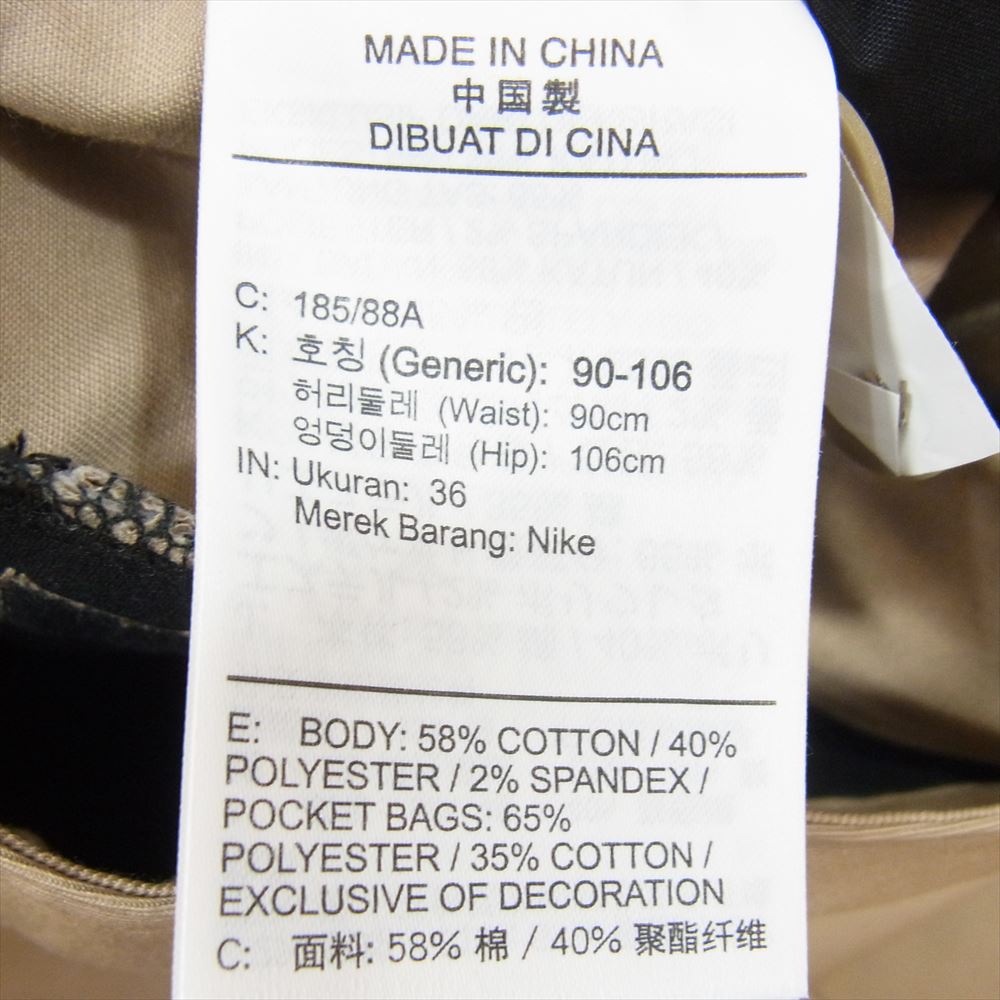 MADE IN CHINA
中国製
DIBUAT DI CINA
C: 185/88A
K: 호칭 (Generic): 90-106
허리둘레 (Waist): 90cm
엉덩이둘레 (Hip): 106cm
IN: Ukuran: 36
Merek Barang: Nike
E: BODY: 58% COTTON / 40%
POLYESTER / 2% SPANDEX /
POCKET BAGS: 65%
POLYESTER / 35% COTTON /
EXCLUSIVE OF DECORATION
C: 面料: 58% 棉 / 40% 聚酯纤维